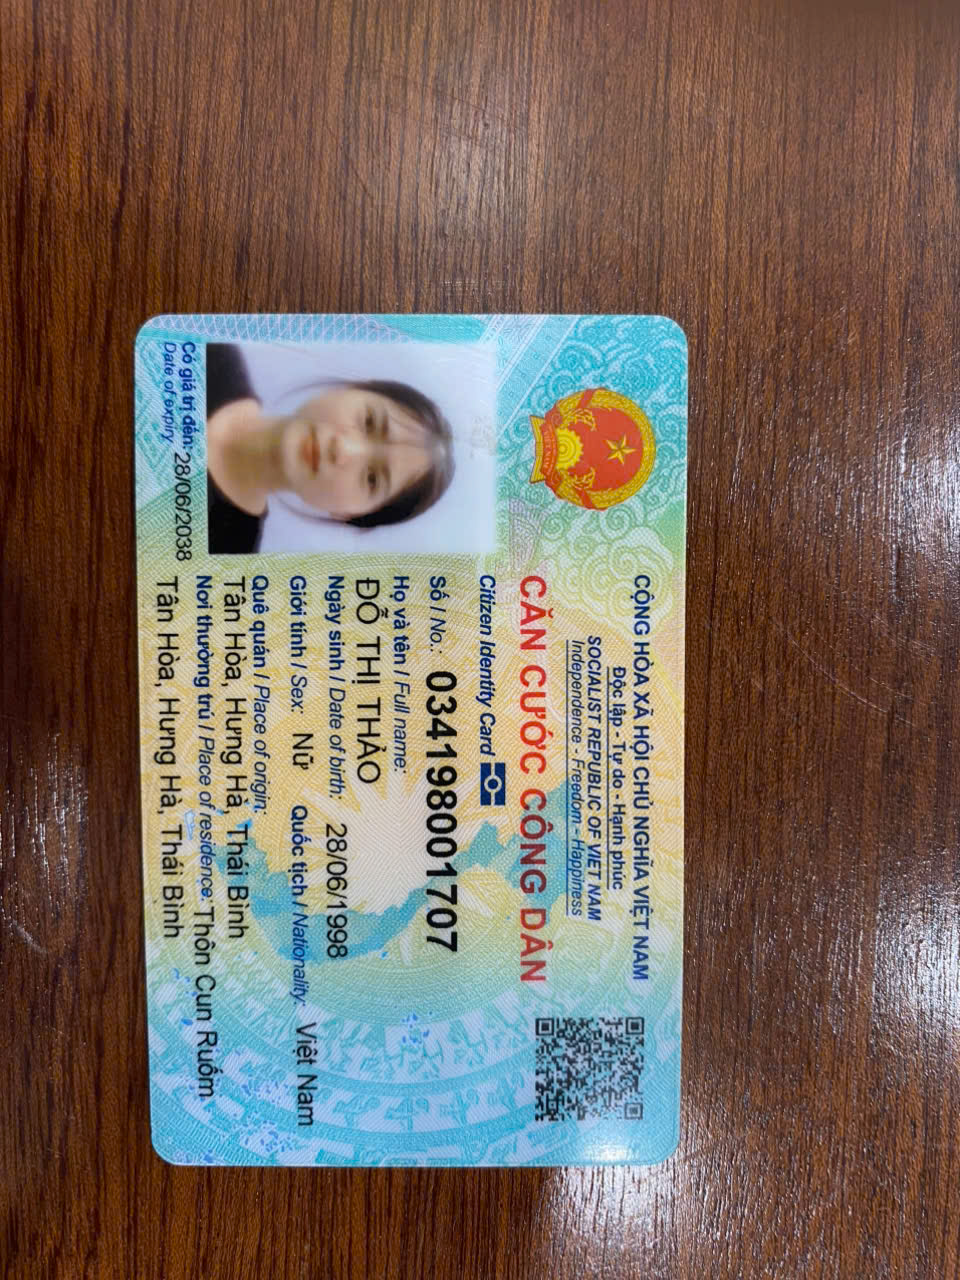 CỘNG HÒA XÃ HỘI CHỦ NGHĨA VIỆT NAM
Độc lập - Tự do - Hạnh phúc
SOCIALIST REPUBLIC OF VIET NAM
Independence - Freedom - Happiness
CĂN CƯỚC CÔNG DÂN
Citizen Identity Card
Số / No.: 034198001707
Họ và tên / Full name:
ĐỖ THỊ THẢO
Ngày sinh / Date of birth: 28/06/1998
Giới tính / Sex: Nữ Quốc tịch / Nationality: Việt Nam
Quê quán / Place of origin:
Tân Hòa, Hưng Hà, Thái Bình
Nơi thường trú / Place of residence: Thôn Cun Ruồm
Tân Hòa, Hưng Hà, Thái Bình
Có giá trị đến: 28/06/2038
Date of expiry